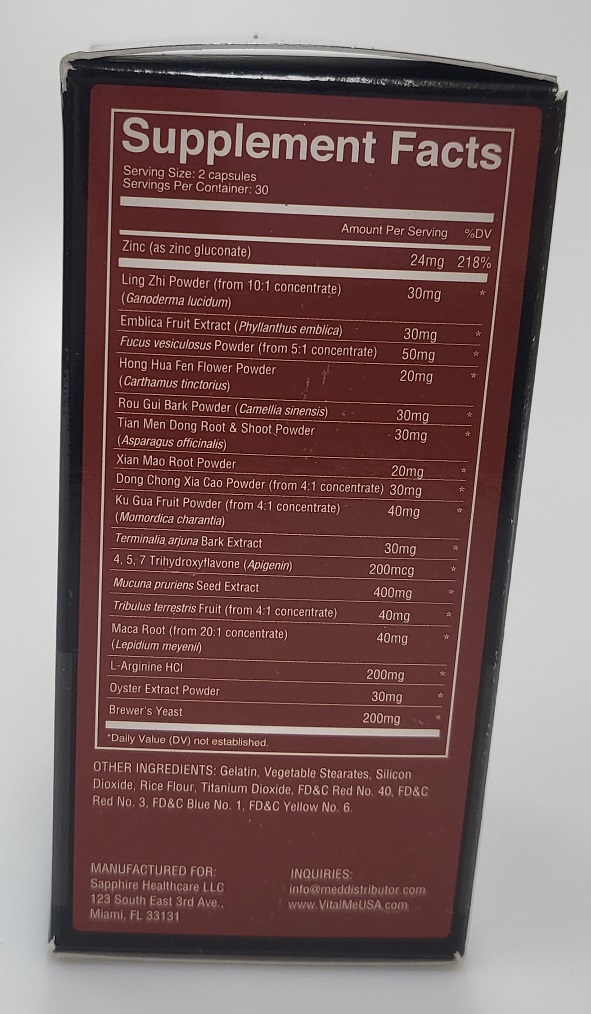 Supplement Facts
Serving Size: 2 capsules
Servings Per Container: 30
Amount Per Serving %DV
Zinc (as zinc gluconate) 24mg 218%
Ling Zhi Powder (from 10:1 concentrate) 30mg *
(Ganoderma lucidum)
Emblica Fruit Extract (Phyllanthus emblica) 30mg *
Fucus vesiculosus Powder (from 5:1 concentrate) 50mg *
Hong Hua Fen Flower Powder 20mg *
(Carthamus tinctorius)
Rou Gui Bark Powder (Camellia sinensis) 30mg *
Tian Men Dong Root & Shoot Powder 30mg *
(Asparagus officinalis)
Xian Mao Root Powder 20mg *
Dong Chong Xia Cao Powder (from 4:1 concentrate) 30mg *
Ku Gua Fruit Powder (from 4:1 concentrate) 40mg *
(Momordica charantia)
Terminalia arjuna Bark Extract 30mg *
4, 5, 7 Trihydroxyflavone (Apigenin) 200mcg *
Mucuna pruriens Seed Extract 400mg *
Tribulus terrestris Fruit (from 4:1 concentrate) 40mg *
Maca Root (from 20:1 concentrate) 40mg *
(Lepidium meyenii)
L-Arginine HCl 200mg *
Oyster Extract Powder 30mg *
Brewer's Yeast 200mg *
*Daily Value (DV) not established.
OTHER INGREDIENTS: Gelatin, Vegetable Stearates, Silicon
Dioxide, Rice Flour, Titanium Dioxide, FD&C Red No. 40, FD&C
Red No. 3, FD&C Blue No. 1, FD&C Yellow No. 6.
MANUFACTURED FOR:
Sapphire Healthcare LLC
123 South East 3rd Ave.,
Miami, FL 33131
INQUIRIES:
info@meddistributor.com
www.VitalMeUSA.com